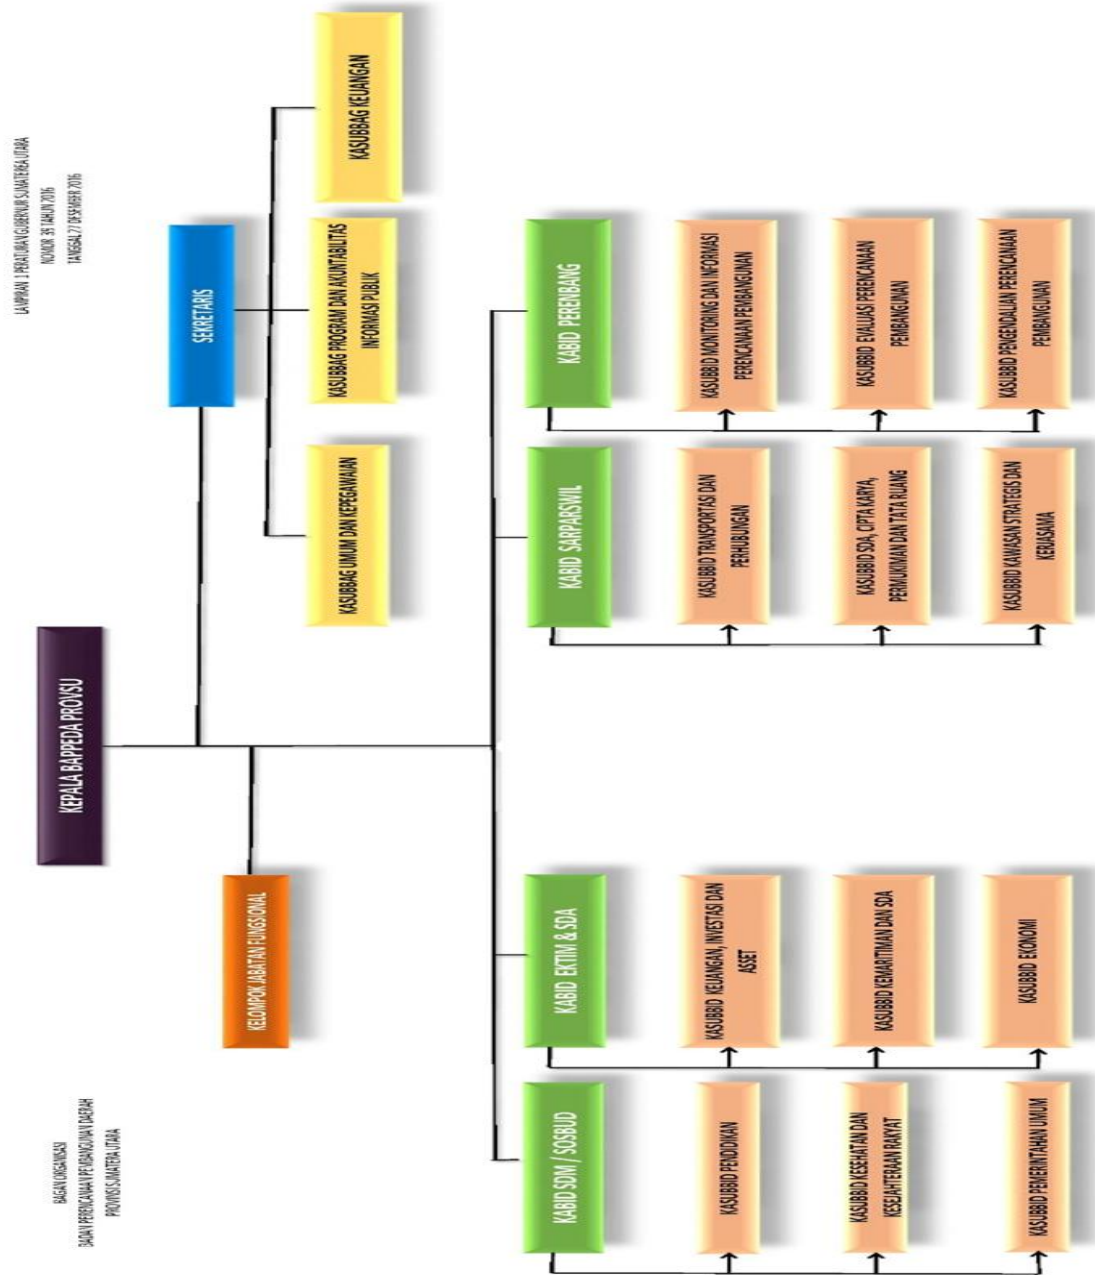 BAGAN ORGANISASI
BADAN PERENCANAAN PEMBANGUNAN DAERAH
PROVINSI SUMATERA UTARA
LAMPIRAN 1 PERATURAN GUBERNUR SUMATEREA UTARA
NOMOR 39 TAHUN 2016
TANGGAL 27 DESEMBER 2016
KEPALA BAPPEDA PROVSU
SEKRETARIS
KELOMPOK JABATAN FUNGSIONAL
KASUBBAG UMUM DAN KEPEGAWAIAN
KASUBBAG PROGRAM DAN AKUNTABILITAS
INFORMASI PUBLIK
KASUBBAG KEUANGAN
KABID SDM / SOSBUD
KABID EKTIM & SDA
KABID SARPARSWIL
KABID PERENBANG
KASUBBID PENDIDIKAN
KASUBBID KEUANGAN, INVESTASI DAN
ASSET
KASUBBID TRANSPORTASI DAN
PERHUBUNGAN
KASUBBID MONITORING DAN INFORMASI
PERENCANAAN PEMBANGUNAN
KASUBBID KESEHATAN DAN
KESEJAHTERAAN RAKYAT
KASUBBID KEMARITIMAN DAN SDA
KASUBBID SDA, CIPTA KARYA,
PERMUKIMAN DAN TATA RUANG
KASUBBID EVALUASI PERENCANAAN
PEMBANGUNAN
KASUBBID PEMERINTAHAN UMUM
KASUBBID EKONOMI
KASUBBID KAWASAN STRATEGIS DAN
KERJASAMA
KASUBBID PENGENDALIAN PERENCANAAN
PEMBANGUNAN